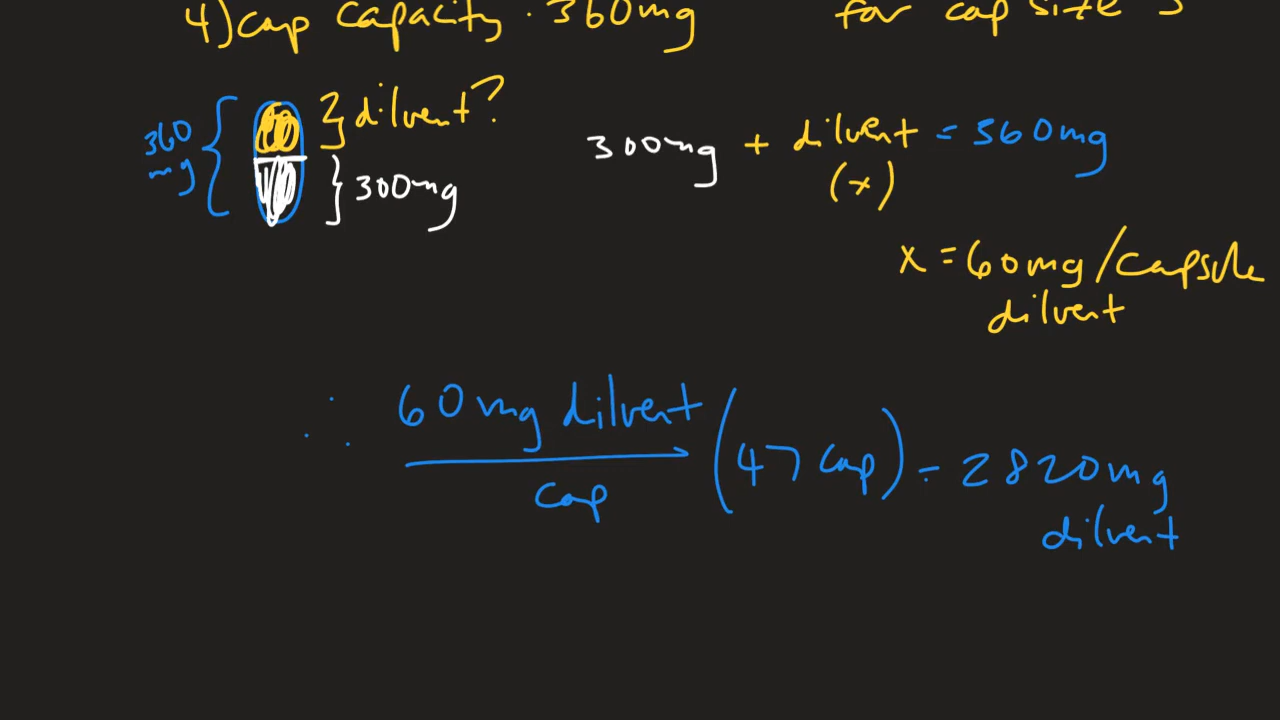 4) cap capacity · 360mg for cap size 3
360 mg
} diluent?
} 300mg
300mg + diluent = 360mg
(x)
x = 60mg/capsule
diluent
∴ 60mg diluent (47 cap) = 2820mg
cap
diluent